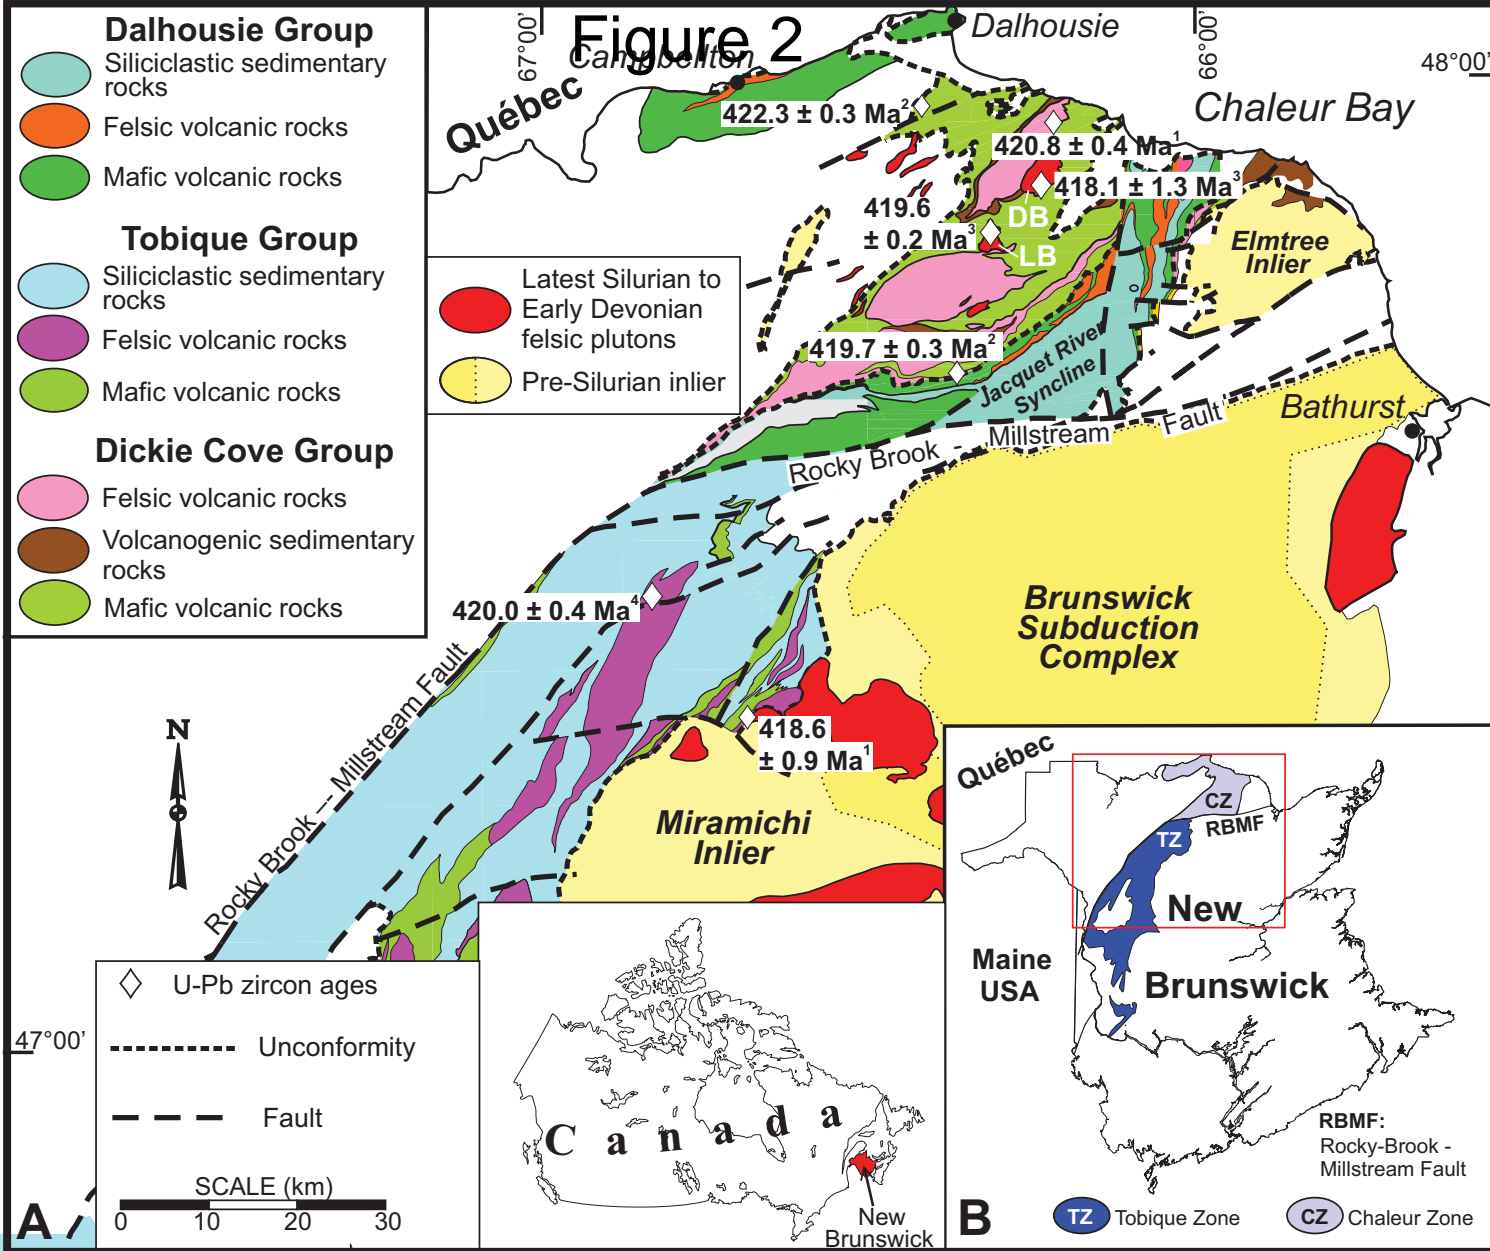 Figure 2
Dalhousie Group
Siliciclastic sedimentary
rocks
Felsic volcanic rocks
Mafic volcanic rocks
Tobique Group
Siliciclastic sedimentary
rocks
Felsic volcanic rocks
Mafic volcanic rocks
Dickie Cove Group
Felsic volcanic rocks
Volcanogenic sedimentary
rocks
Mafic volcanic rocks
Latest Silurian to
Early Devonian
felsic plutons
Pre-Silurian inlier
67°00'
66°00'
48°00'
47°00'
Campbellton
Dalhousie
Québec
Chaleur Bay
422.3 ± 0.3 Ma²
420.8 ± 0.4 Ma¹
418.1 ± 1.3 Ma³
419.6
± 0.2 Ma³
DB
LB
Elmtree
Inlier
419.7 ± 0.3 Ma²
Jacquet River
Syncline
Bathurst
Rocky Brook - Millstream Fault
Brunswick
Subduction
Complex
420.0 ± 0.4 Ma⁴
Rocky Brook --- Millstream Fault
418.6
± 0.9 Ma¹
Miramichi
Inlier
N
U-Pb zircon ages
Unconformity
Fault
SCALE (km)
0 10 20 30
A
Canada
New
Brunswick
Québec
CZ
RBMF
TZ
New
Brunswick
Maine
USA
RBMF:
Rocky-Brook -
Millstream Fault
B
TZ Tobique Zone
CZ Chaleur Zone